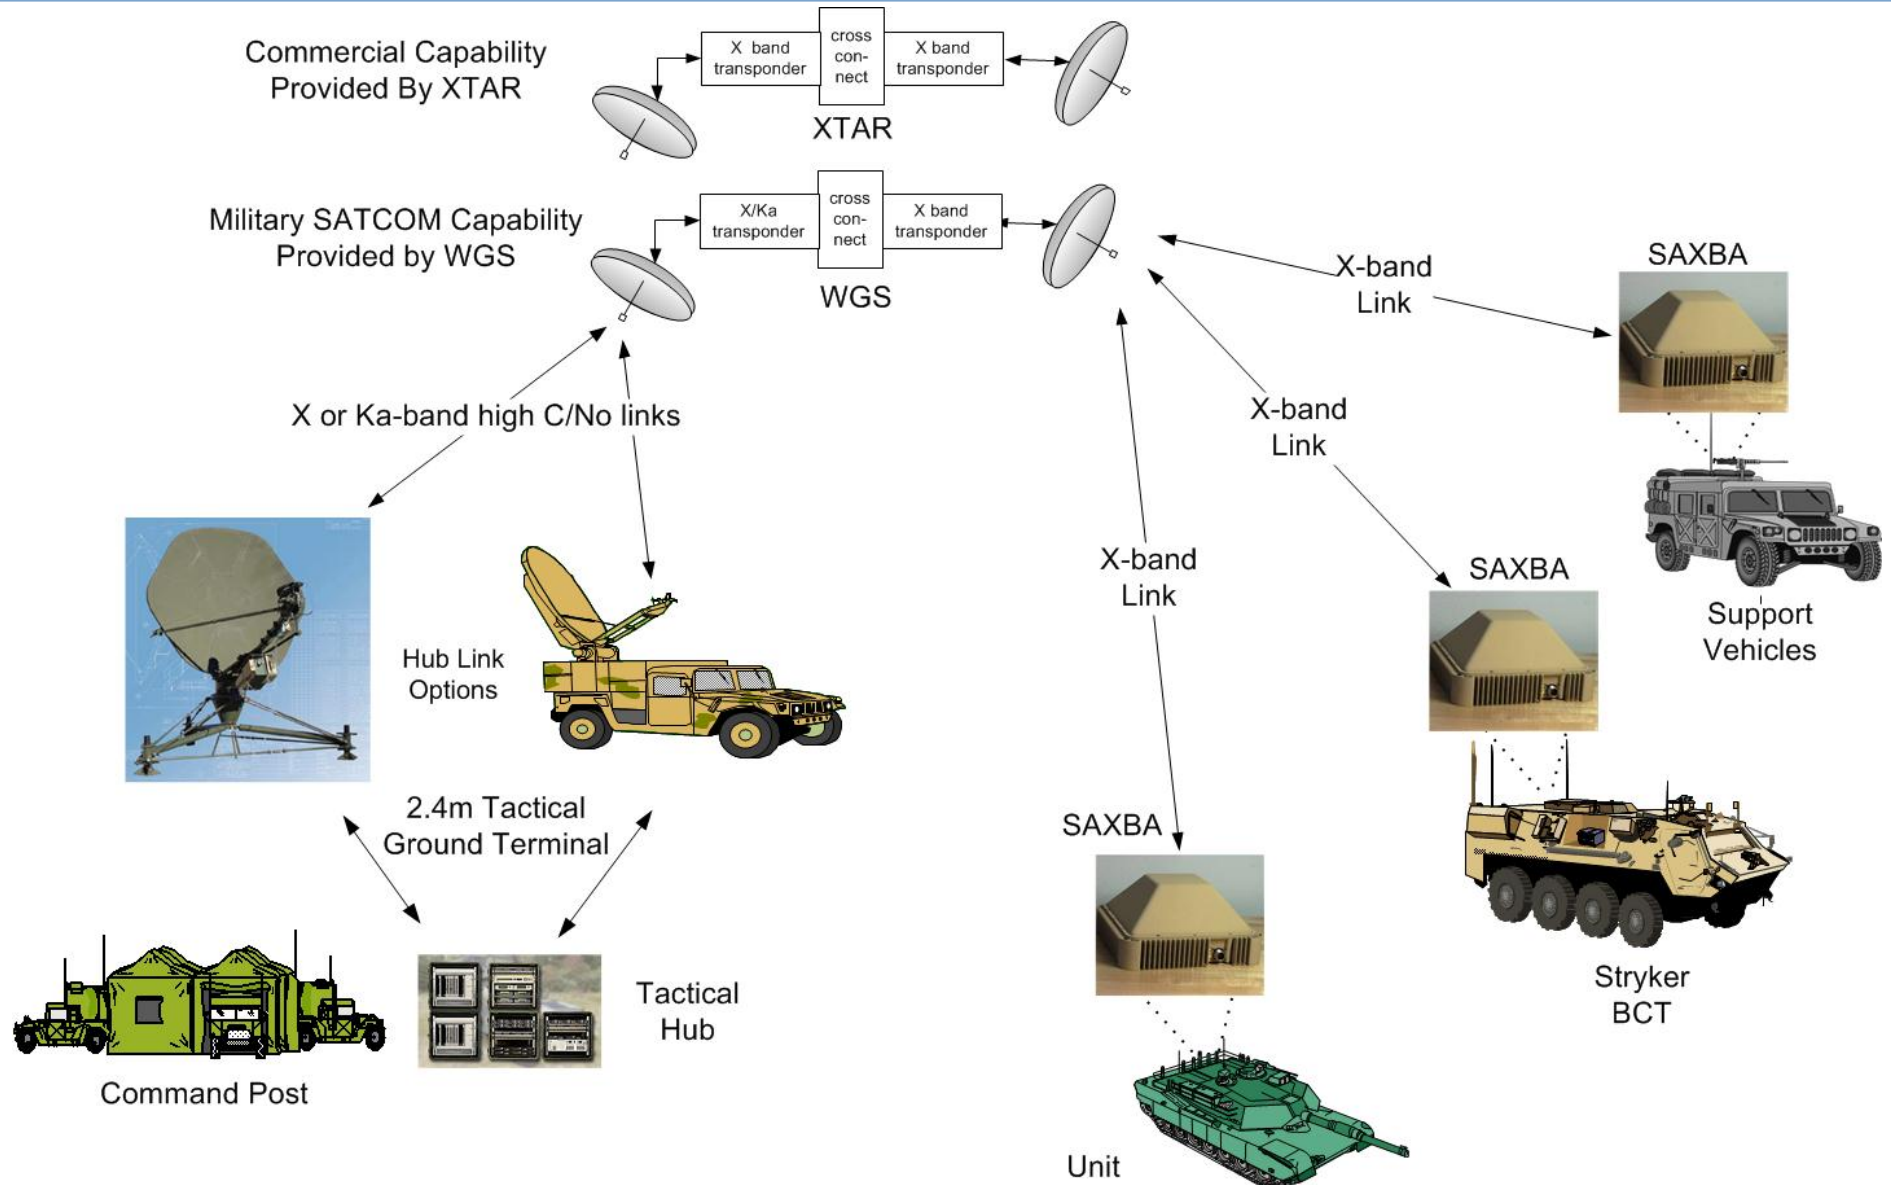 Commercial Capability
Provided By XTAR
X band
transponder
cross
con-
nect
X band
transponder
XTAR
Military SATCOM Capability
Provided by WGS
X/Ka
transponder
cross
con-
nect
X band
transponder
WGS
X-band
Link
SAXBA
X or Ka-band high C/No links
X-band
Link
X-band
Link
SAXBA
Support
Vehicles
Hub Link
Options
2.4m Tactical
Ground Terminal
SAXBA
Tactical
Hub
Stryker
BCT
Command Post
Unit